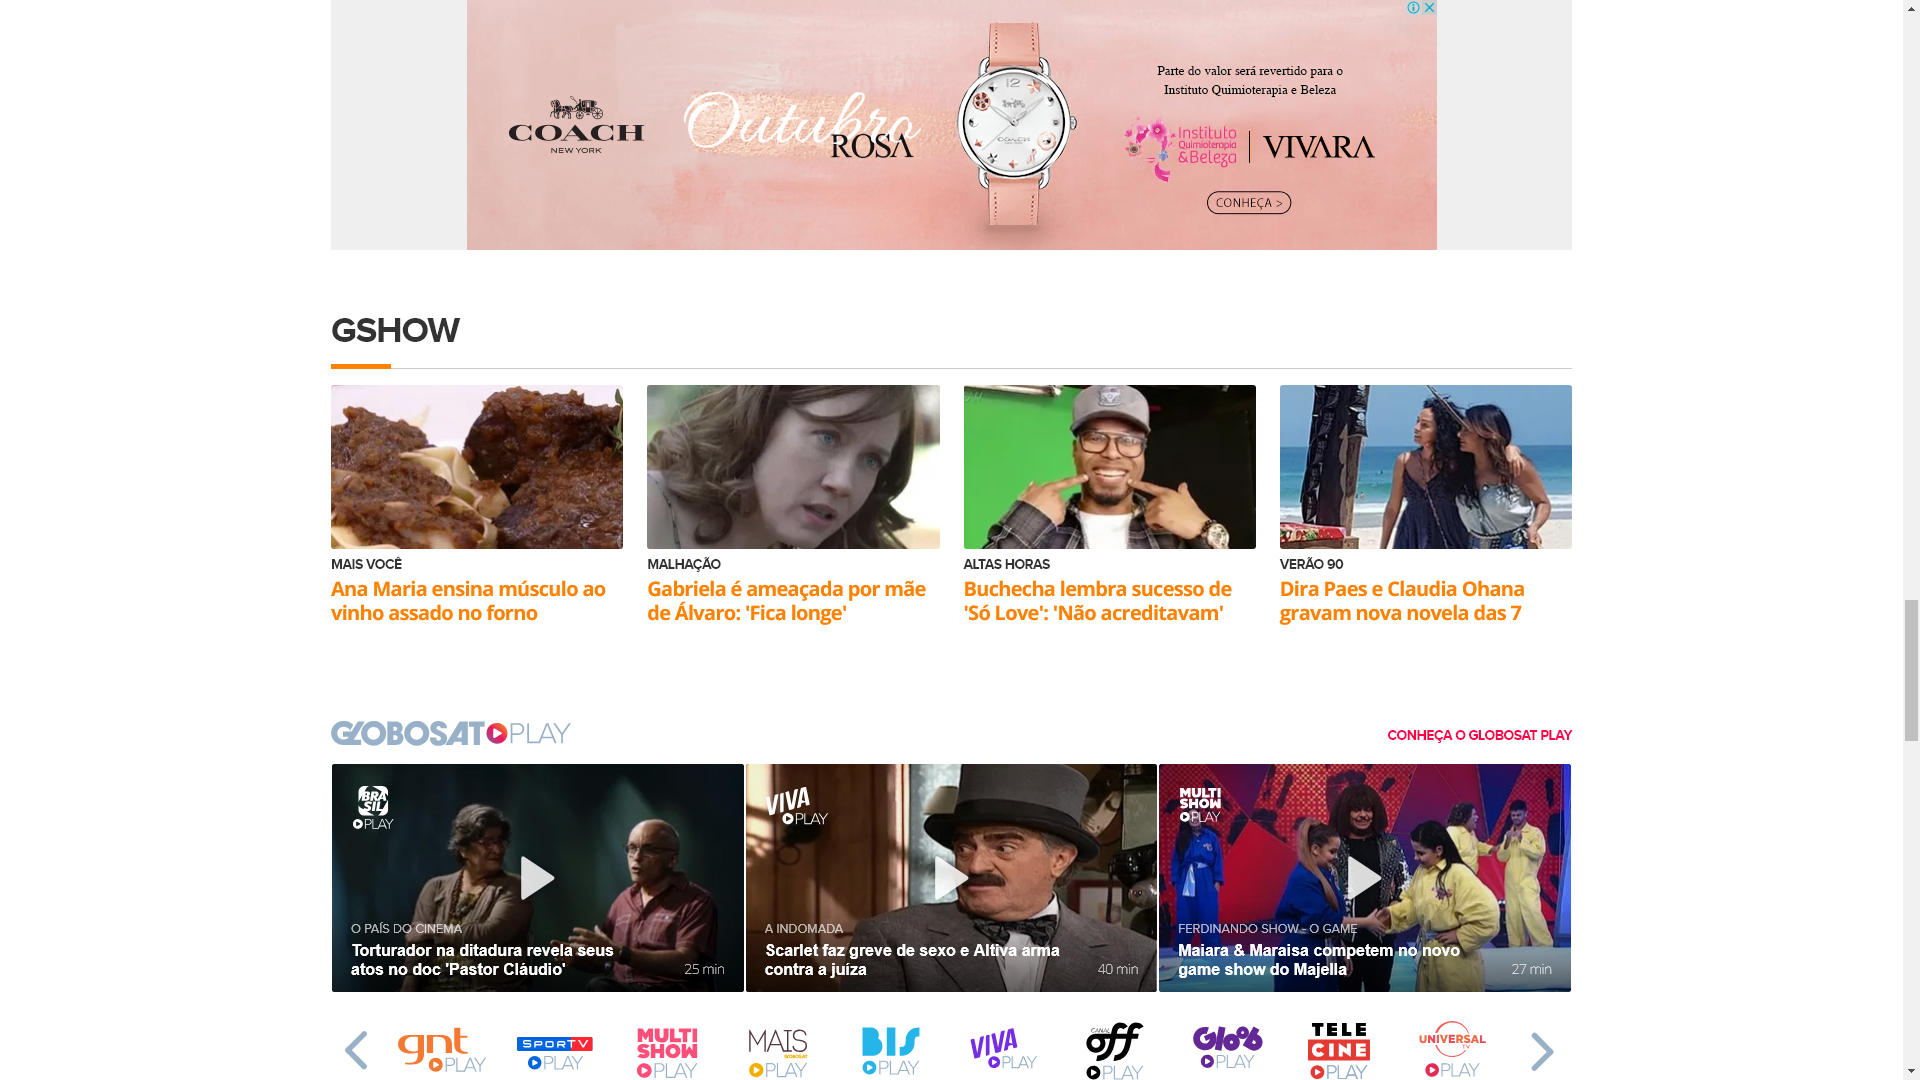 Parte do valor será revertido para o
Instituto Quimioterapia e Beleza
COACH
NEW YORK
Outubro
ROSA
12
COACH
Instituto
Quimioterapia
&Beleza
VIVARA
CONHEÇA >
GSHOW
MAIS VOCÊ
Ana Maria ensina músculo ao
vinho assado no forno
MALHAÇÃO
Gabriela é ameaçada por mãe
de Álvaro: 'Fica longe'
ALTAS HORAS
Buchecha lembra sucesso de
'Só Love': 'Não acreditavam'
VERÃO 90
Dira Paes e Claudia Ohana
gravam nova novela das 7
GLOBOSAT PLAY
CONHEÇA O GLOBOSAT PLAY
BRASIL
PLAY
O PAÍS DO CINEMA
Torturador na ditadura revela seus
atos no doc 'Pastor Cláudio'
25 min
VIVA
PLAY
A INDOMADA
Scarlet faz greve de sexo e Altiva arma
contra a juíza
40 min
MULTI
SHOW
PLAY
FERDINANDO SHOW - O GAME
Maiara & Maraisa competem no novo
game show do Majella
27 min
gnt
PLAY
SPORTV
PLAY
MULTI
SHOW
PLAY
MAIS
GLOBOSAT
PLAY
BIS
PLAY
VIVA
PLAY
CANAL
off
PLAY
Gloob
PLAY
TELE
CINE
PLAY
UNIVERSAL
TV
PLAY